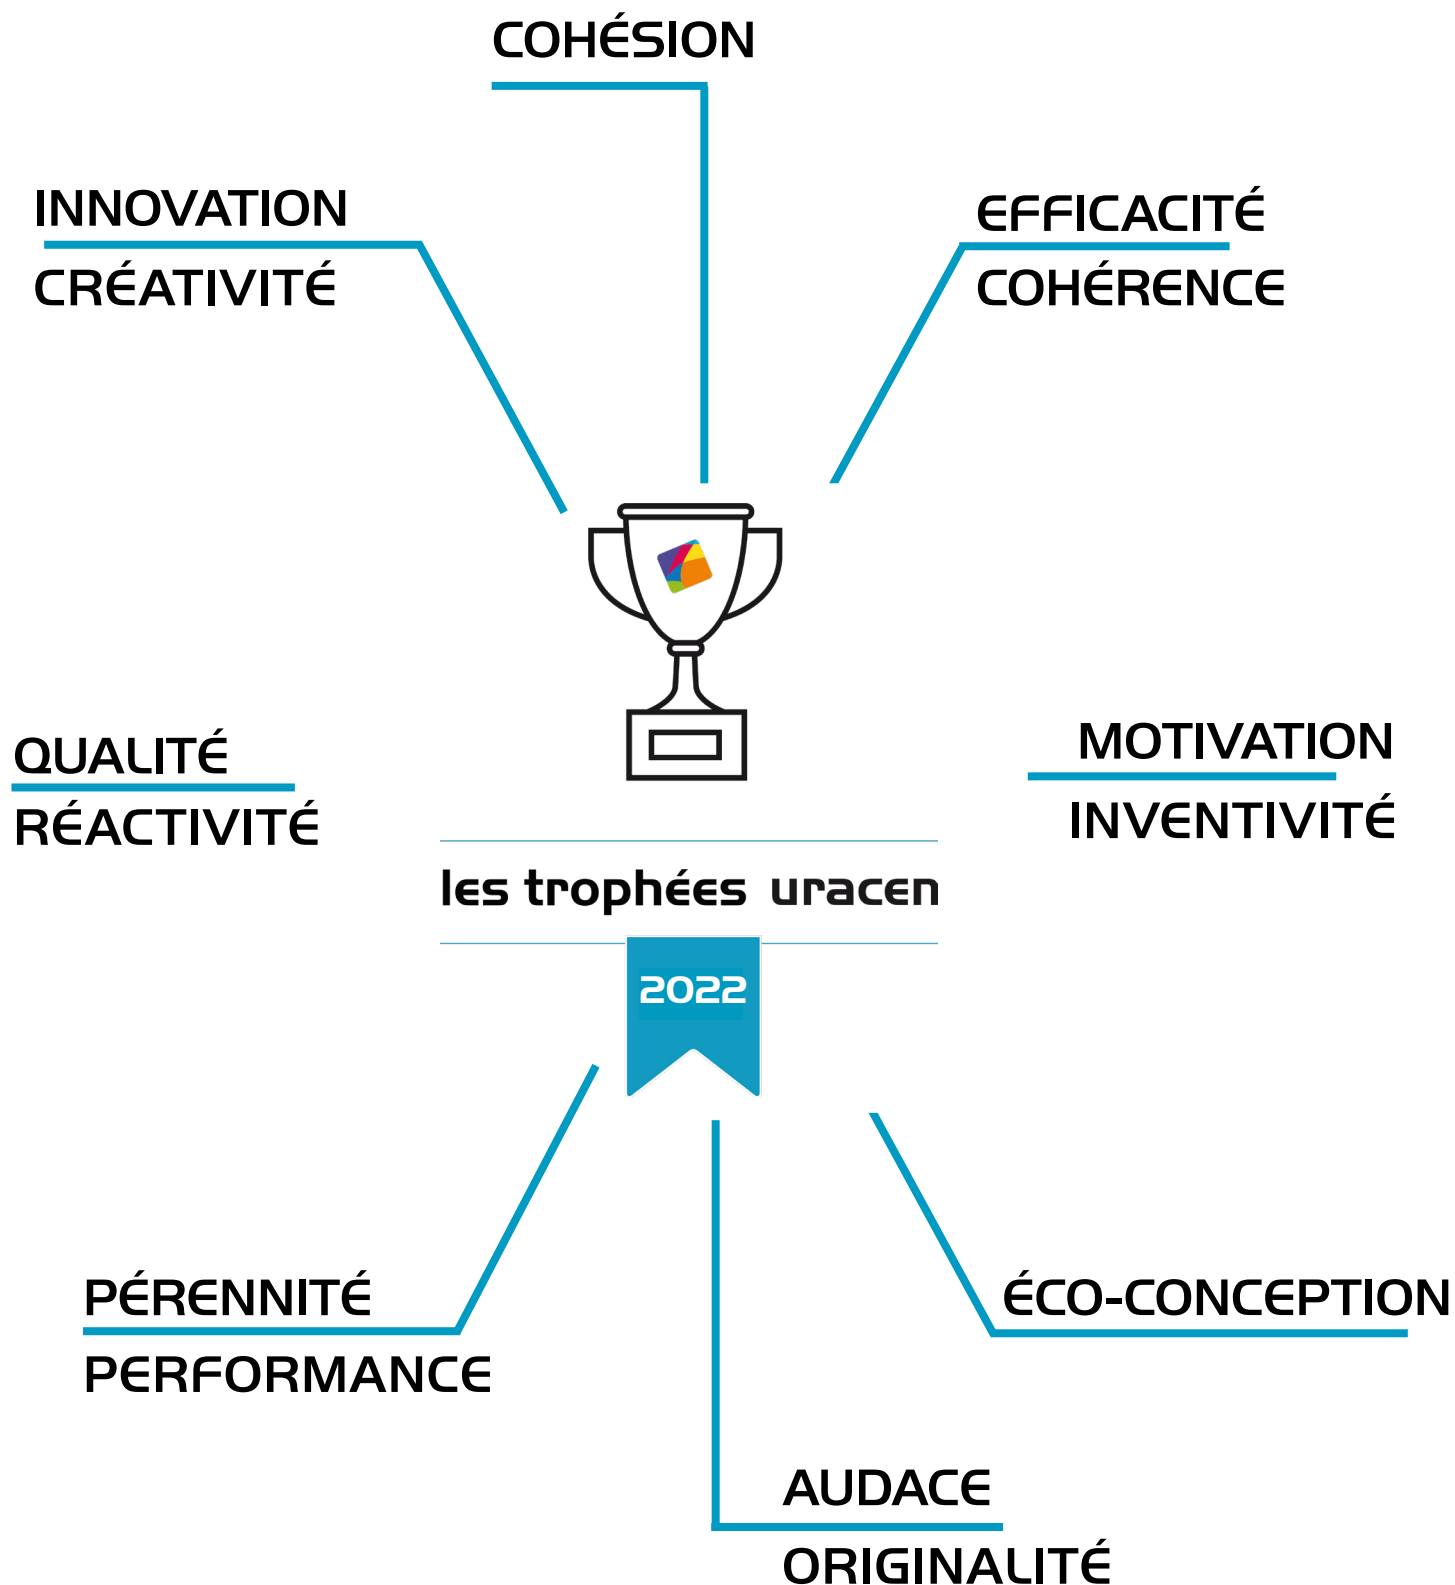 COHÉSION
INNOVATION
CRÉATIVITÉ
EFFICACITÉ
COHÉRENCE
QUALITÉ
RÉACTIVITÉ
MOTIVATION
INVENTIVITÉ
les trophées uracen
2022
PÉRENNITÉ
PERFORMANCE
ÉCO-CONCEPTION
AUDACE
ORIGINALITÉ